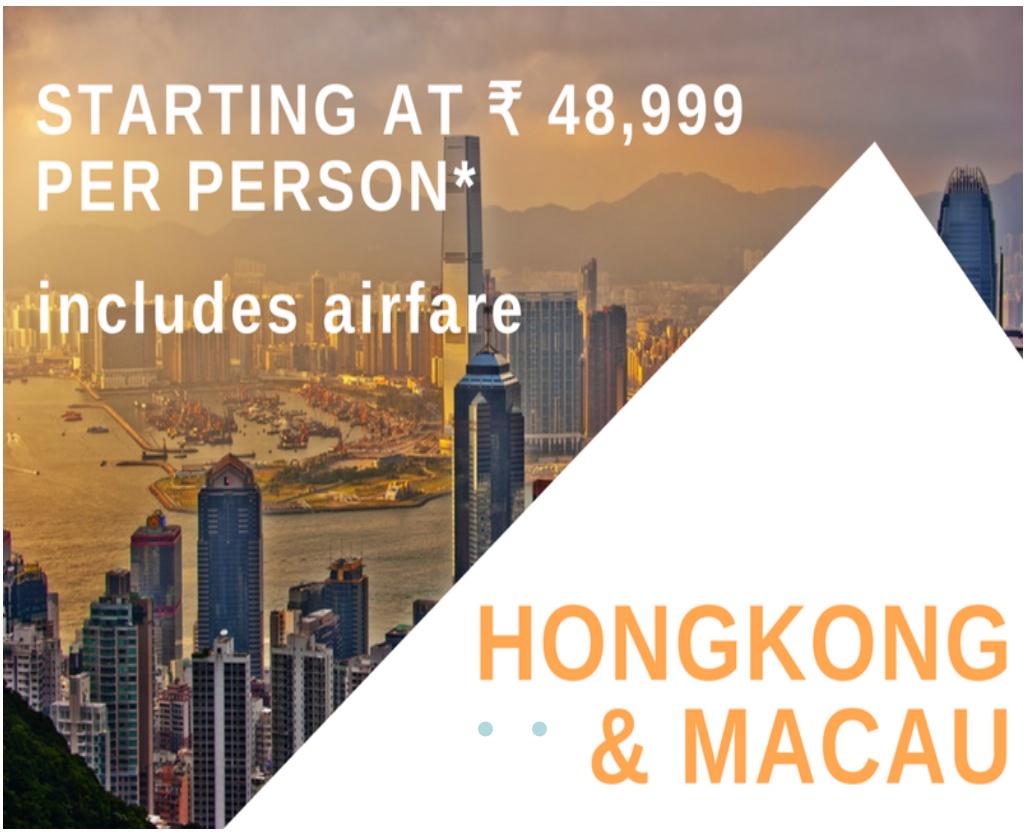 STARTING AT ₹ 48,999
PER PERSON*
includes airfare
HONGKONG
& MACAU